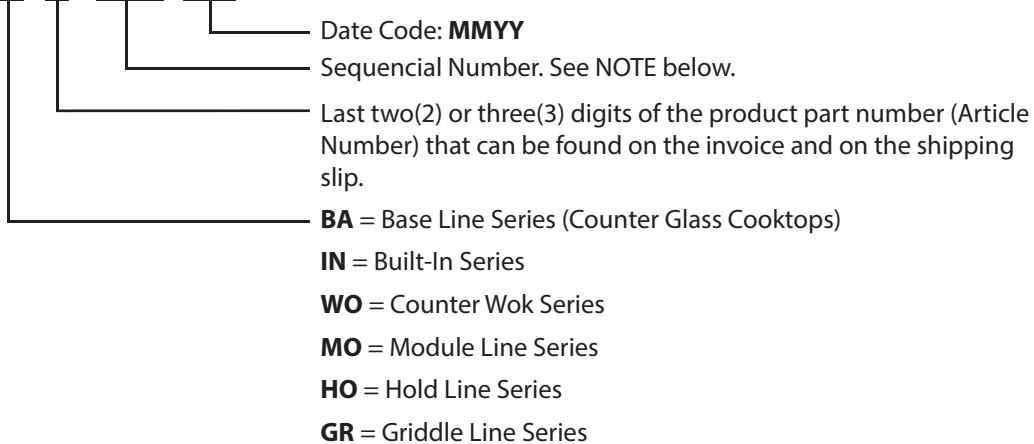 Date Code: MMYY
Sequencial Number. See NOTE below.
Last two(2) or three(3) digits of the product part number (Article
Number) that can be found on the invoice and on the shipping
slip.
BA = Base Line Series (Counter Glass Cooktops)
IN = Built-In Series
WO = Counter Wok Series
MO = Module Line Series
HO = Hold Line Series
GR = Griddle Line Series